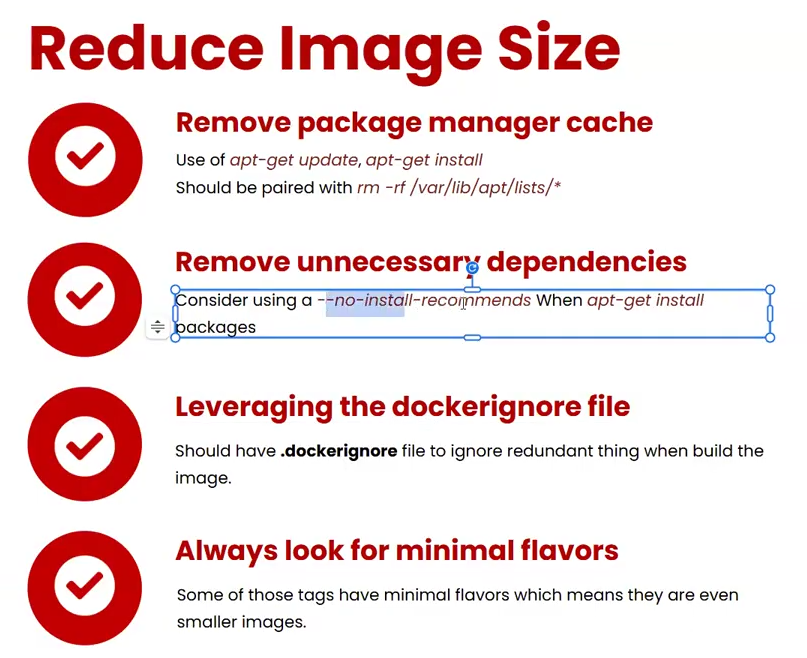 Reduce Image Size
Remove package manager cache
Use of apt-get update, apt-get install
Should be paired with rm -rf /var/lib/apt/lists/*
Remove unnecessary dependencies
Consider using a --no-install-recommends When apt-get install
packages
Leveraging the dockerignore file
Should have .dockerignore file to ignore redundant thing when build the
image.
Always look for minimal flavors
Some of those tags have minimal flavors which means they are even
smaller images.